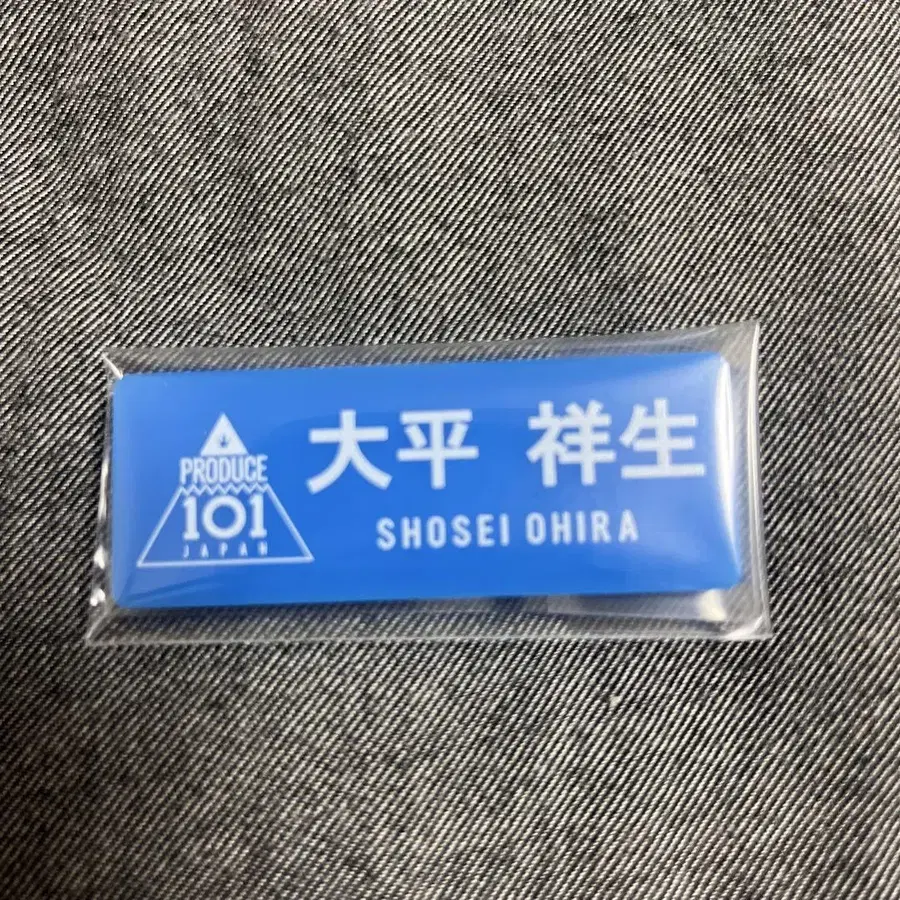 PRODUCE
101
JAPAN
大平 祥生
SHOSEI OHIRA